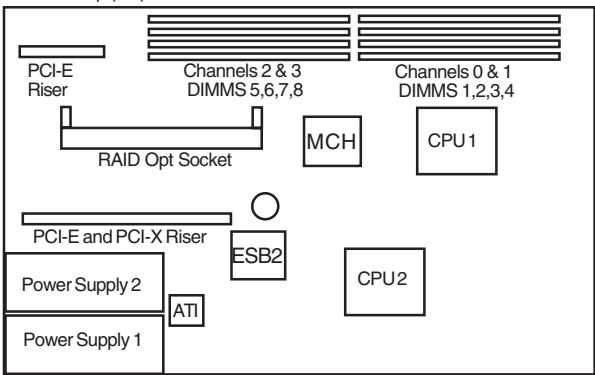 PCI-E
Riser
Channels 2 & 3
DIMMS 5,6,7,8
Channels 0 & 1
DIMMS 1,2,3,4
RAID Opt Socket
MCH
CPU1
PCI-E and PCI-X Riser
ESB2
CPU2
Power Supply 2
ATI
Power Supply 1